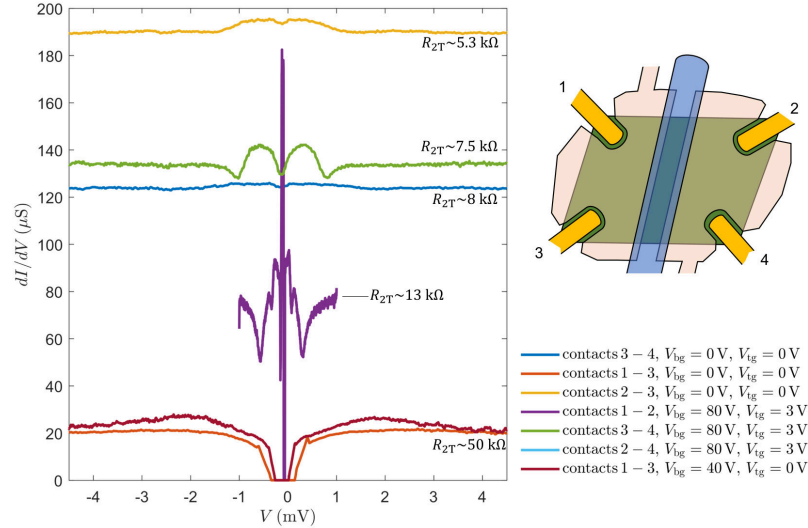 200
180
160
140
120
100
80
60
40
20
0
dI/dV (μS)
-4 -3 -2 -1 0 1 2 3 4
V (mV)
R2T~5.3 kΩ
R2T~7.5 kΩ
R2T~8 kΩ
R2T~13 kΩ
R2T~50 kΩ
1
2
3
4
contacts 3 − 4, Vbg = 0 V, Vtg = 0 V
contacts 1 − 3, Vbg = 0 V, Vtg = 0 V
contacts 2 − 3, Vbg = 0 V, Vtg = 0 V
contacts 1 − 2, Vbg = 80 V, Vtg = 3 V
contacts 3 − 4, Vbg = 80 V, Vtg = 3 V
contacts 2 − 4, Vbg = 80 V, Vtg = 3 V
contacts 1 − 3, Vbg = 40 V, Vtg = 0 V